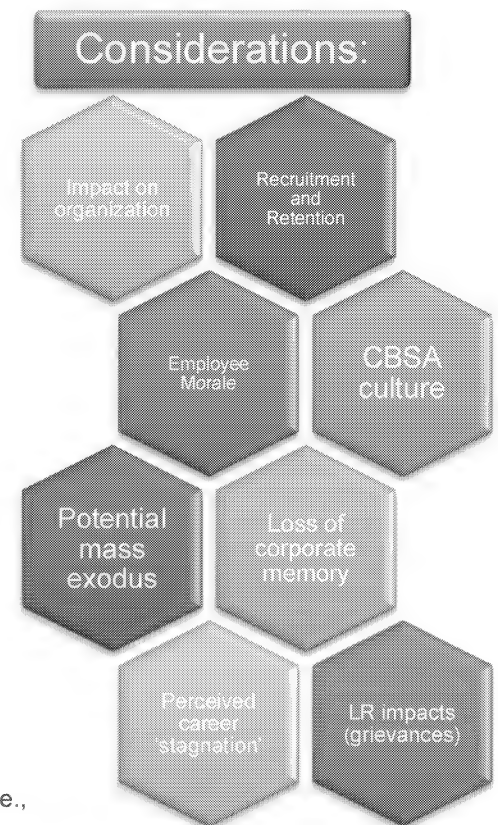 Considerations:
Impact on
organization
Recruitment
and
Retention
Employee
Morale
CBSA
culture
Potential
mass
exodus
Loss of
corporate
memory
Perceived
career
'stagnation'
LR impacts
(grievances)
e.,